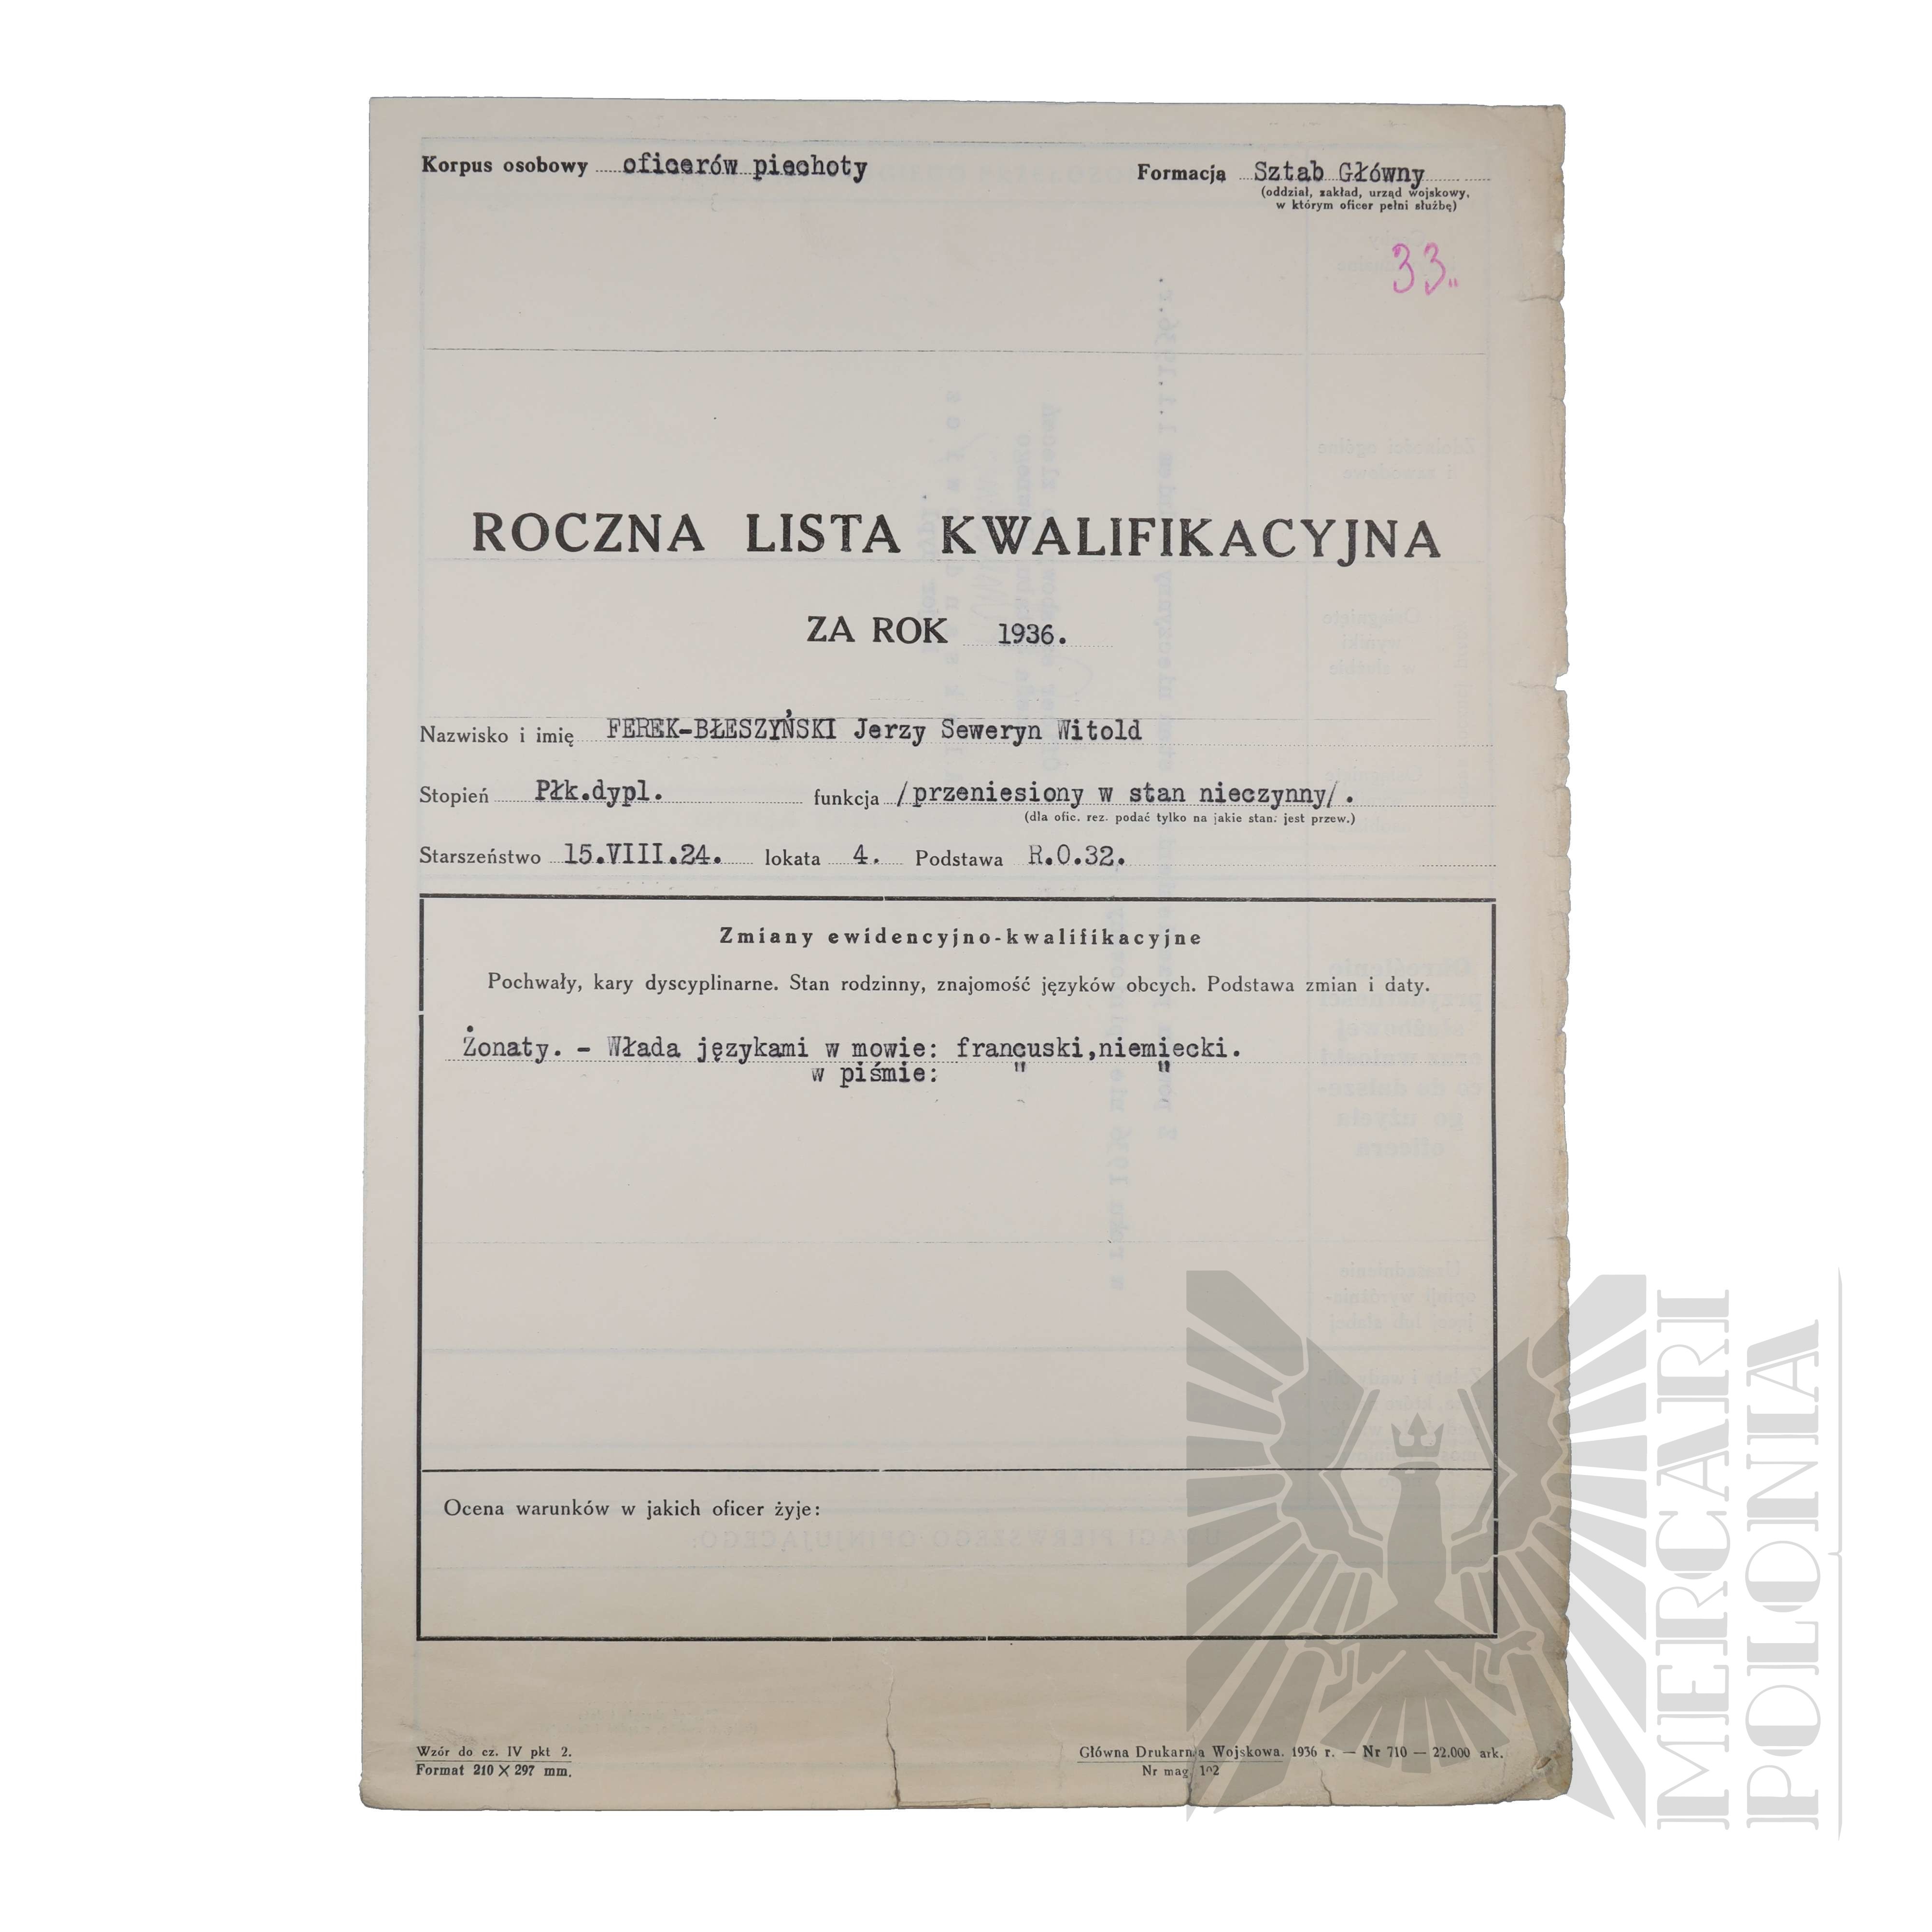 Korpus osobowy oficerów piechoty
Formacja Sztab Główny
(oddział, zakład, urząd wojskowy,
w którym oficer pełni służbę)
33.
ROCZNA LISTA KWALIFIKACYJNA
ZA ROK 1936.
Nazwisko i imię FEREK-BŁESZYŃSKI Jerzy Seweryn Witold
Stopień Płk.dypl. funkcja /przeniesiony w stan nieczynny/.
(dla ofic. rez. podać tylko na jakie stan. jest przew.)
Starszeństwo 15.VIII.24. lokata 4. Podstawa R.O.32.
Zmiany ewidencyjno-kwalifikacyjne
Pochwały, kary dyscyplinarne. Stan rodzinny, znajomość języków obcych. Podstawa zmian i daty.
Żonaty. - Włada językami w mowie: francuski,niemiecki.
w piśmie: " "
Ocena warunków w jakich oficer żyje:
Wzór do cz. IV pkt 2.
Format 210 X 297 mm.
Główna Drukarnia Wojskowa. 1936 r. — Nr 710 — 22.000 ark.
Nr mag.
MERCARI
POLONIA